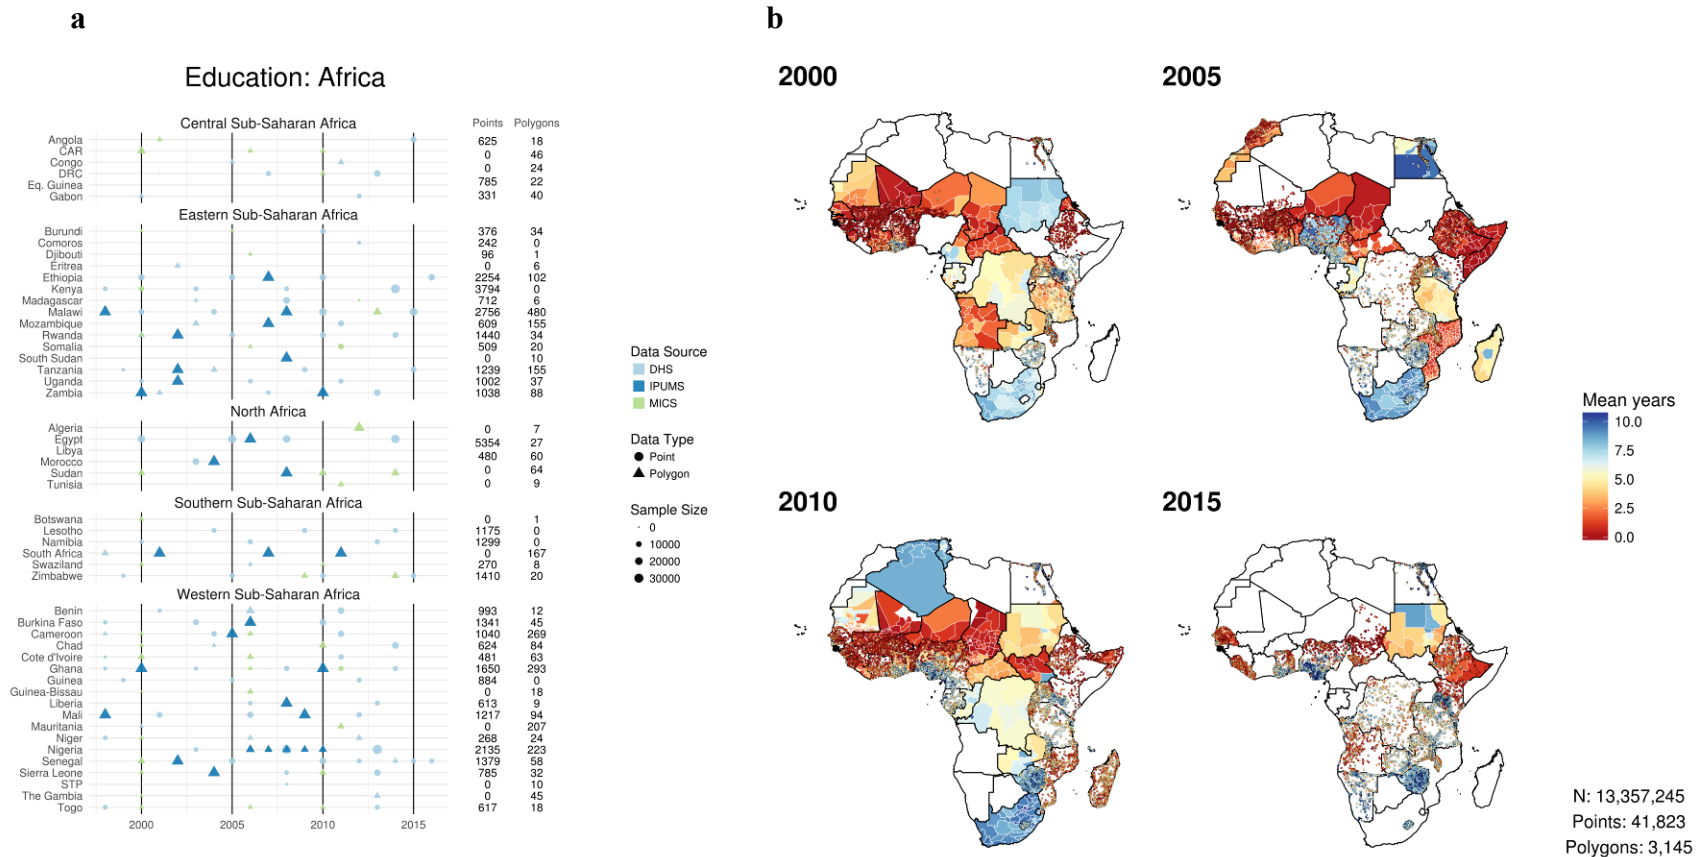 a
b
Education: Africa
Points Polygons
Central Sub-Saharan Africa
Angola 625 18
CAR 0 46
Congo 0 24
DRC 785 22
Eq. Guinea
Gabon 331 40
Eastern Sub-Saharan Africa
Burundi 376 34
Comoros 242 0
Djibouti 96 1
Eritrea 0 6
Ethiopia 2254 102
Kenya 3794 0
Madagascar 712 6
Malawi 2756 480
Mozambique 609 155
Rwanda 1440 34
Somalia 509 20
South Sudan 0 10
Tanzania 1239 155
Uganda 1002 37
Zambia 1038 88
North Africa
Algeria 0 7
Egypt 5354 27
Libya
Morocco 480 60
Sudan 0 64
Tunisia 0 9
Southern Sub-Saharan Africa
Botswana 0 1
Lesotho 1175 0
Namibia 1299 0
South Africa 0 167
Swaziland 270 8
Zimbabwe 1410 20
Western Sub-Saharan Africa
Benin 993 12
Burkina Faso 1341 45
Cameroon 1040 269
Chad 624 84
Cote d'Ivoire 481 63
Ghana 1650 293
Guinea 884 0
Guinea-Bissau 0 18
Liberia 613 9
Mali 1217 94
Mauritania 0 207
Niger 268 24
Nigeria 2135 223
Senegal 1379 58
Sierra Leone 785 32
STP 0 10
The Gambia 0 45
Togo 617 18
2000 2005 2010 2015
Data Source
DHS
IPUMS
MICS
Data Type
Point
Polygon
Sample Size
0
10000
20000
30000
2000
2005
2010
2015
Mean years
10.0
7.5
5.0
2.5
0.0
N: 13,357,245
Points: 41,823
Polygons: 3,145